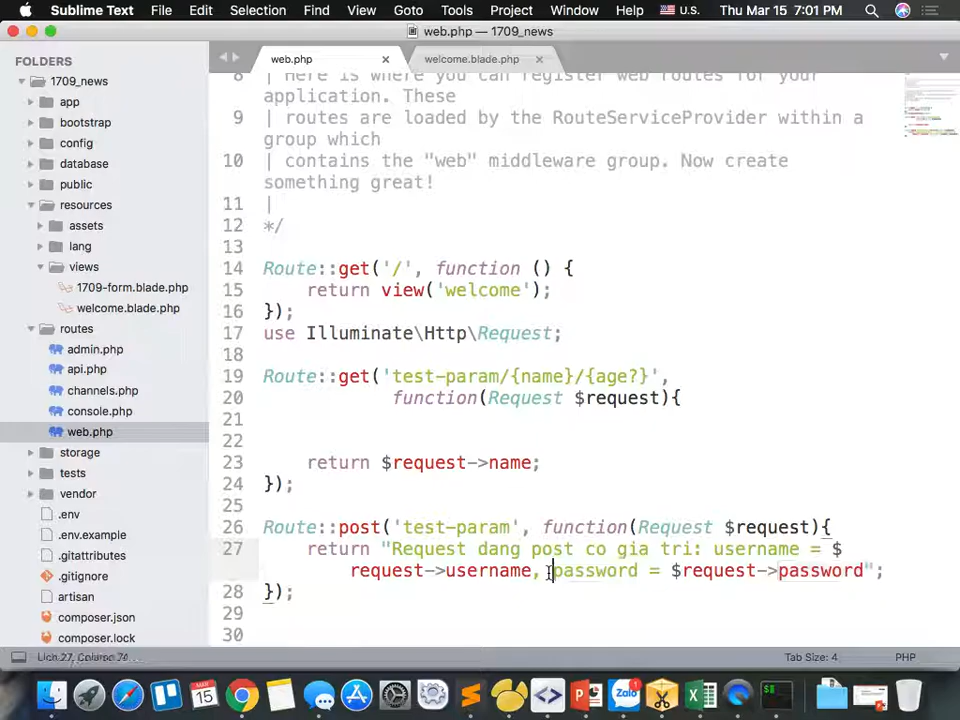 Sublime Text File Edit Selection Find View Goto Tools Project Window Help U.S. Thu Mar 15 7:01 PM
web.php — 1709_news
FOLDERS
1709_news
app
bootstrap
config
database
public
resources
assets
lang
views
1709-form.blade.php
welcome.blade.php
routes
admin.php
api.php
channels.php
console.php
web.php
storage
tests
vendor
.env
.env.example
.gitattributes
.gitignore
artisan
composer.json
composer.lock
web.php welcome.blade.php
8 | Here is where you can register web routes for your
application. These
9 | routes are loaded by the RouteServiceProvider within a
group which
10 | contains the "web" middleware group. Now create
something great!
11 |
12 */
13
14 Route::get('/', function () {
15 return view('welcome');
16 });
17 use Illuminate\Http\Request;
18
19 Route::get('test-param/{name}/{age?}',
20 function(Request $request){
21
22
23 return $request->name;
24 });
25
26 Route::post('test-param', function(Request $request){
27 return "Request dang post co gia tri: username = $
request->username, password = $request->password";
28 });
29
30
Tab Size: 4 PHP
MAR
15
Zalo